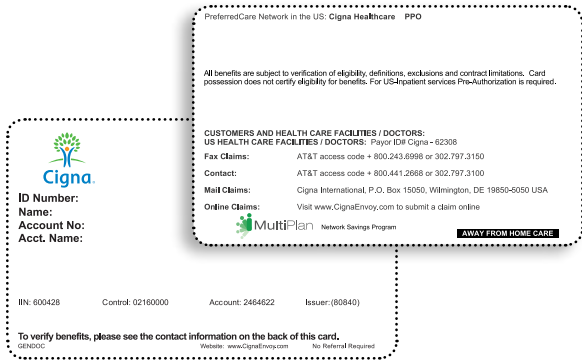 PreferredCare Network in the US: Cigna Healthcare PPO
All benefits are subject to verification of eligibility, definitions, exclusions and contract limitations. Card
possession does not certify eligibility for benefits. For US-Inpatient services Pre-Authorization is required.
CUSTOMERS AND HEALTH CARE FACILITIES / DOCTORS:
US HEALTH CARE FACILITIES / DOCTORS: Payor ID# Cigna - 62308
Fax Claims: AT&T access code + 800.243.6998 or 302.797.3150
Contact: AT&T access code + 800.441.2668 or 302.797.3100
Mail Claims: Cigna International, P.O. Box 15050, Wilmington, DE 19850-5050 USA
Online Claims: Visit www.CignaEnvoy.com to submit a claim online
MultiPlan Network Savings Program
AWAY FROM HOME CARE
Cigna.
ID Number:
Name:
Account No:
Acct. Name:
IIN: 600428 Control: 02160000 Account: 2464622 Issuer: (80840)
To verify benefits, please see the contact information on the back of this card.
GENDOC Website: www.CignaEnvoy.com No Referral Required